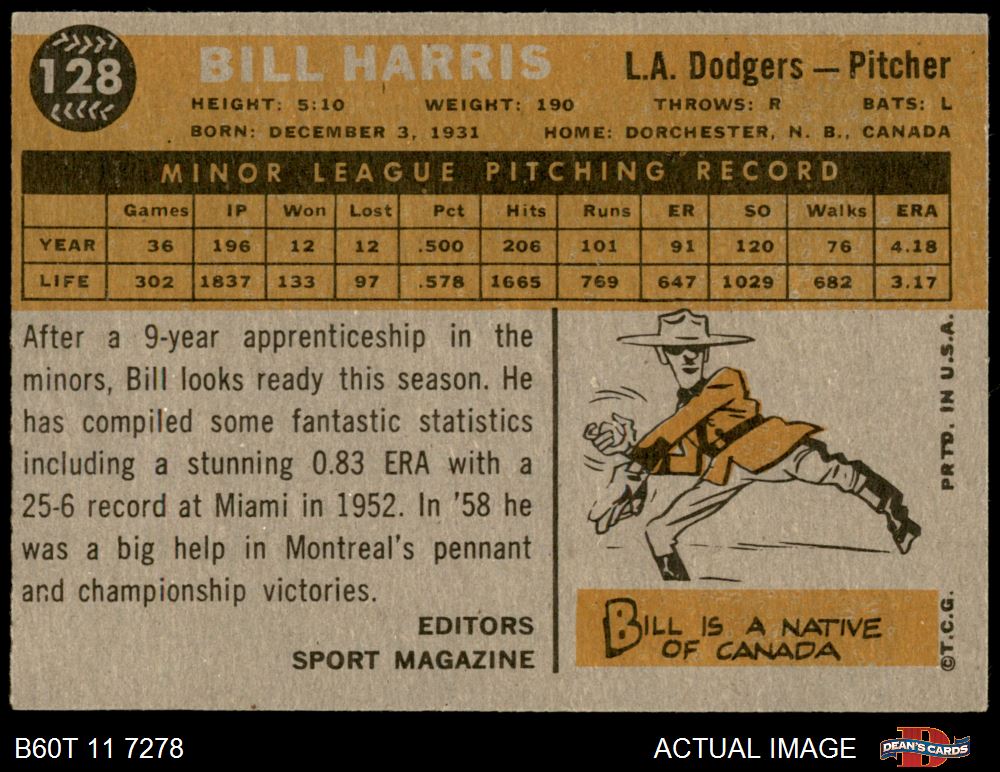 128
BILL HARRIS
L.A. Dodgers — Pitcher
HEIGHT: 5:10 WEIGHT: 190 THROWS: R BATS: L
BORN: DECEMBER 3, 1931 HOME: DORCHESTER, N. B., CANADA
MINOR LEAGUE PITCHING RECORD
Games IP Won Lost Pct Hits Runs ER SO Walks ERA
YEAR 36 196 12 12 .500 206 101 91 120 76 4.18
LIFE 302 1837 133 97 .578 1665 769 647 1029 682 3.17
After a 9-year apprenticeship in the
minors, Bill looks ready this season. He
has compiled some fantastic statistics
including a stunning 0.83 ERA with a
25-6 record at Miami in 1952. In '58 he
was a big help in Montreal's pennant
and championship victories.
EDITORS
SPORT MAGAZINE
BILL IS A NATIVE
OF CANADA
©T.C.G. PRTD. IN U.S.A.
B60T 11 7278
ACTUAL IMAGE
DEAN'S CARDS